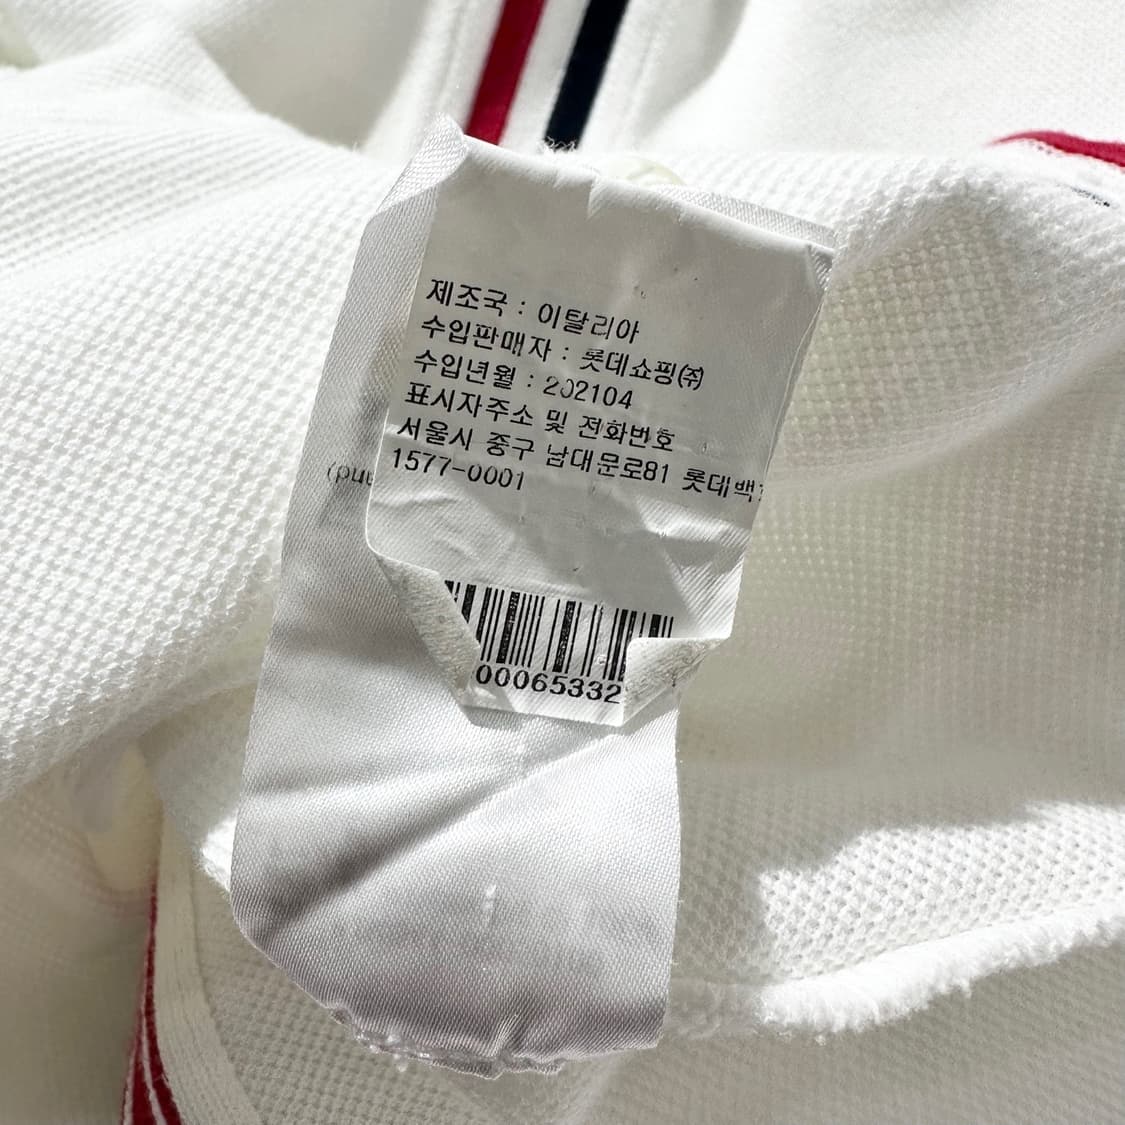 제조국 : 이탈리아
수입판매자 : 롯데쇼핑(주)
수입년월 : 202104
표시자주소 및 전화번호
서울시 중구 남대문로81 롯데백
1577-0001
00065332